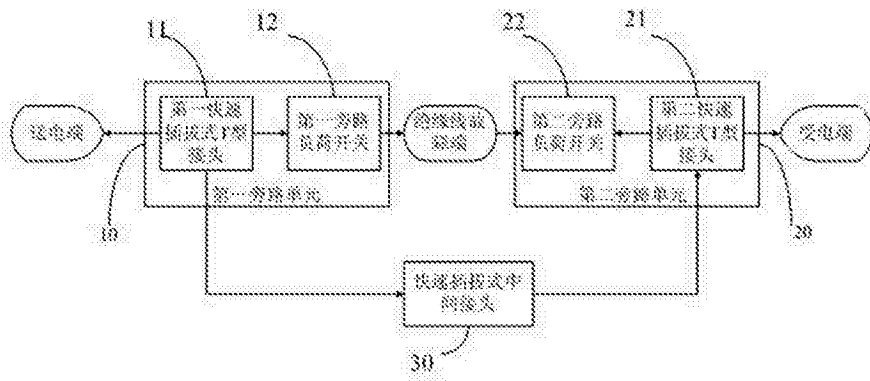 11
12
22
21
送电端
第一快速
插拔式T型
接头
第一旁路
负荷开关
绝缘线故
障端
第二旁路
负荷开关
第二快速
插拔式T型
接头
受电端
第一旁路单元
第二旁路单元
10
20
快速插拔式中
间接头
30